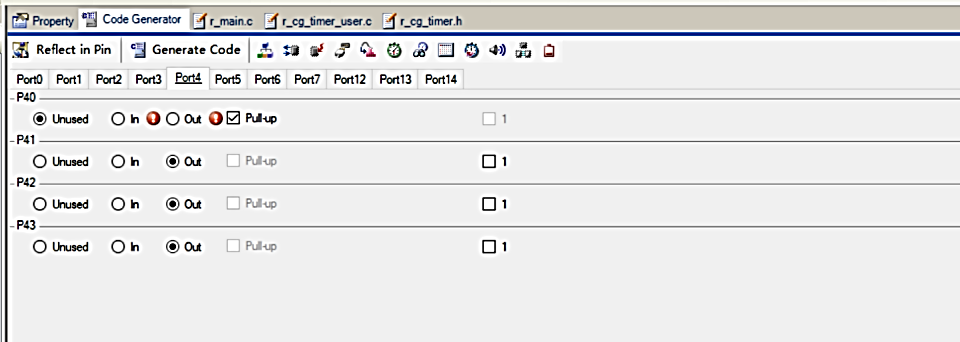 Property Code Generator r_main.c r_cg_timer_user.c r_cg_timer.h
Reflect in Pin Generate Code
Port0 Port1 Port2 Port3 Port4 Port5 Port6 Port7 Port12 Port13 Port14
P40
Unused In Out Pull-up 1
P41
Unused In Out Pull-up 1
P42
Unused In Out Pull-up 1
P43
Unused In Out Pull-up 1